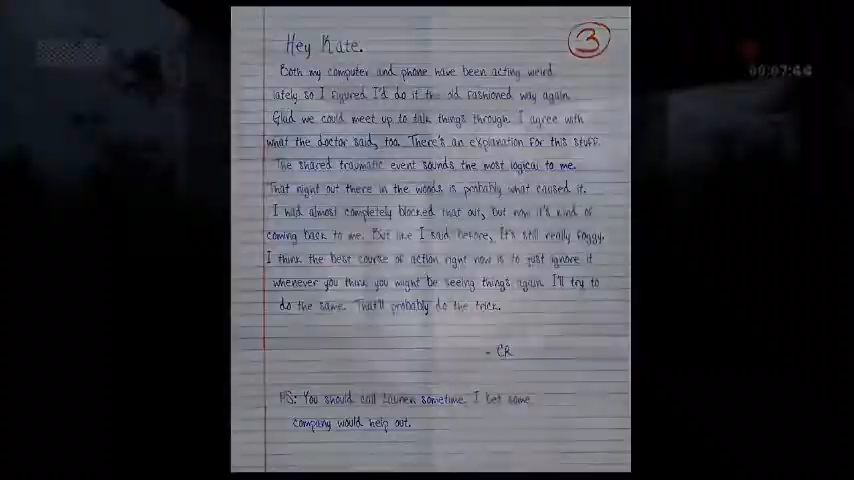 3
Hey Kate.
00:07:44
Both my computer and phone have been acting weird
lately so I figured I'd do it the old fashioned way again.
Glad we could meet up to talk things through. I agree with
what the doctor said, too. There's an explanation for this stuff.
The shared traumatic event sounds the most logical to me.
That night out there in the woods is probably what caused it.
I had almost completely blocked that out, but now it's kind of
coming back to me. But like I said before, It's still really foggy.
I think the best course of action right now is to just ignore it
whenever you think you might be seeing things again. I'll try to
do the same. That'll probably do the trick.
- CR
PS: You should call Lauren sometime. I bet some
company would help out.